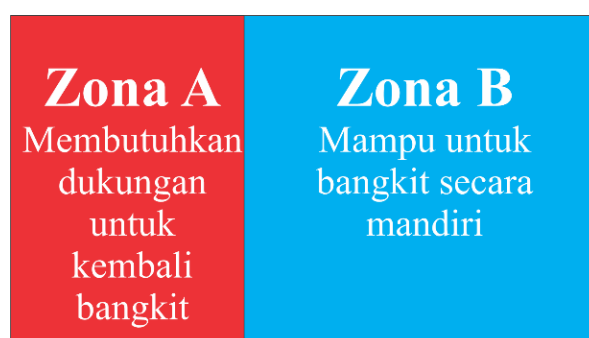 Zona A
Membutuhkan
dukungan
untuk
kembali
bangkit
Zona B
Mampu untuk
bangkit secara
mandiri